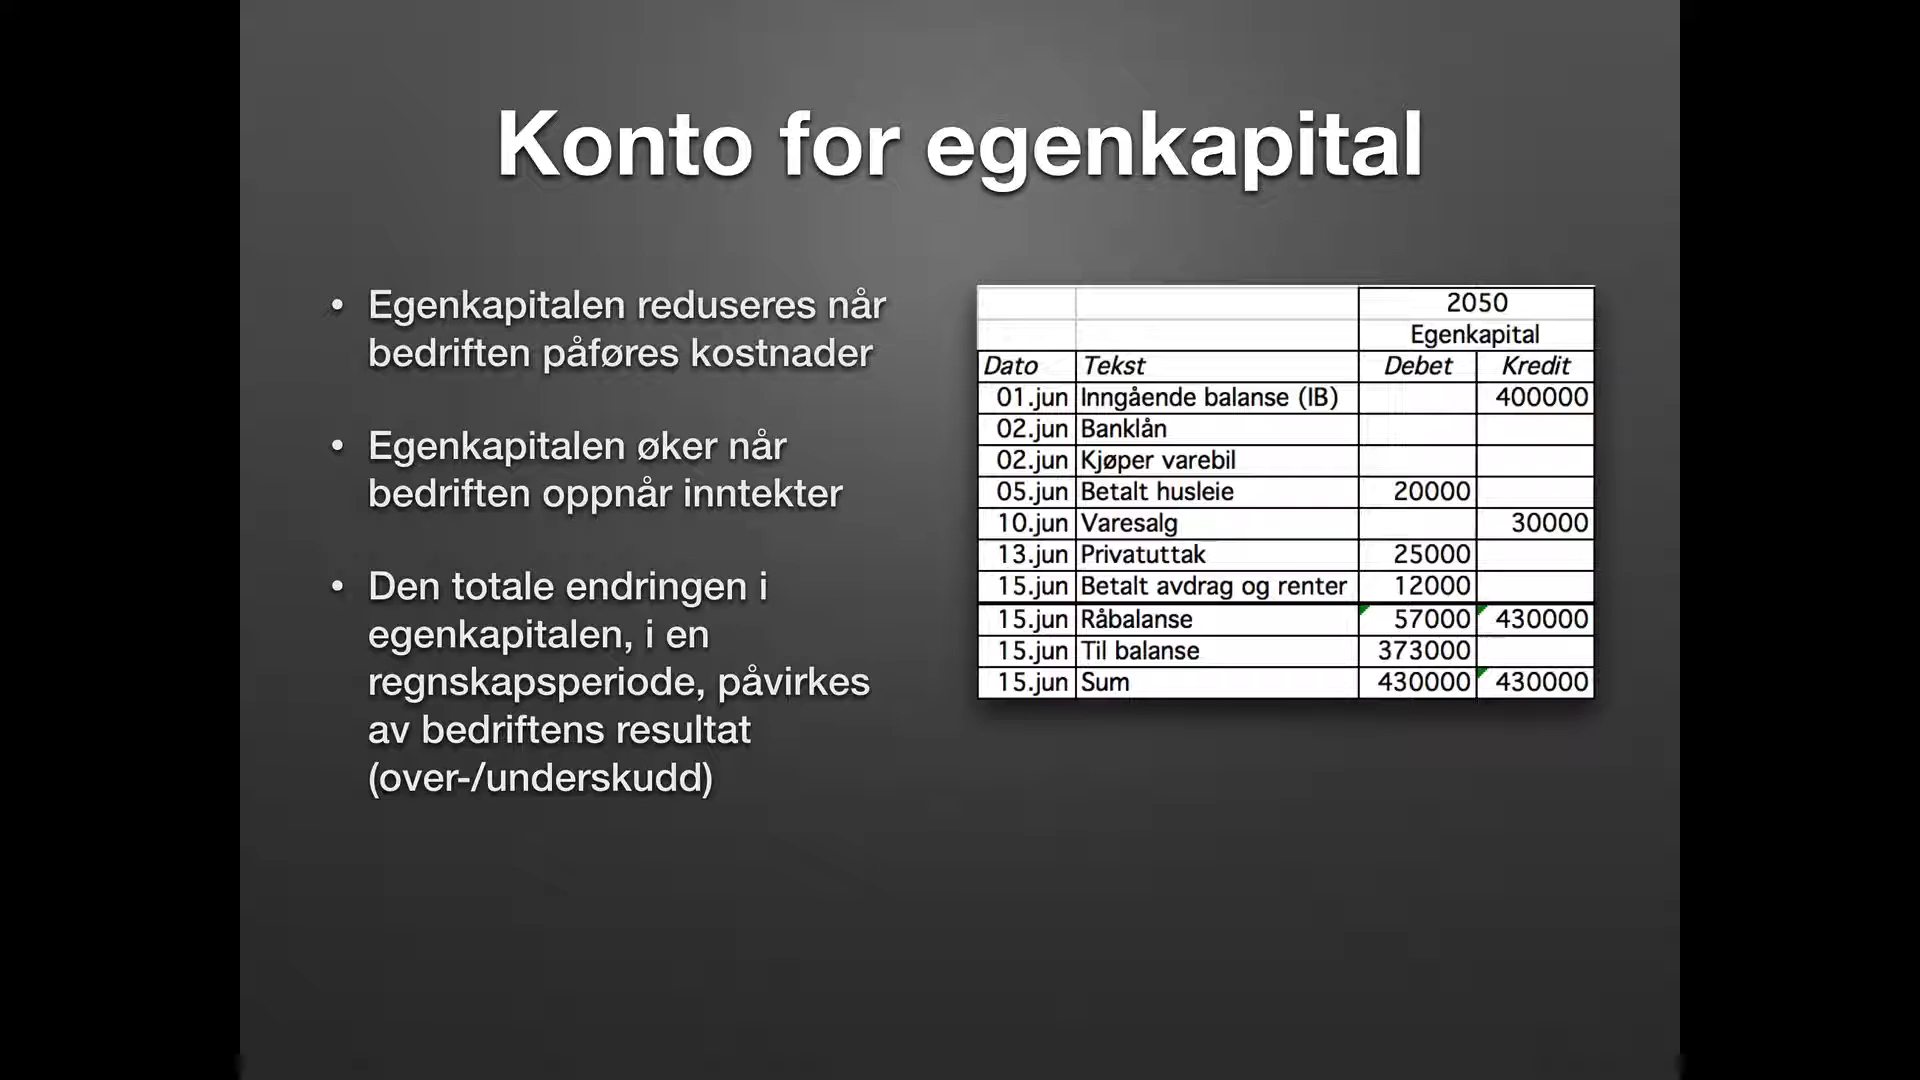 Konto for egenkapital
• Egenkapitalen reduseres når
bedriften påføres kostnader
• Egenkapitalen øker når
bedriften oppnår inntekter
• Den totale endringen i
egenkapitalen, i en
regnskapsperiode, påvirkes
av bedriftens resultat
(over-/underskudd)
2050
Egenkapital
Dato Tekst Debet Kredit
01.jun Inngående balanse (IB) 400000
02.jun Banklån
02.jun Kjøper varebil
05.jun Betalt husleie 20000
10.jun Varesalg 30000
13.jun Privatuttak 25000
15.jun Betalt avdrag og renter 12000
15.jun Råbalanse 57000 430000
15.jun Til balanse 373000
15.jun Sum 430000 430000